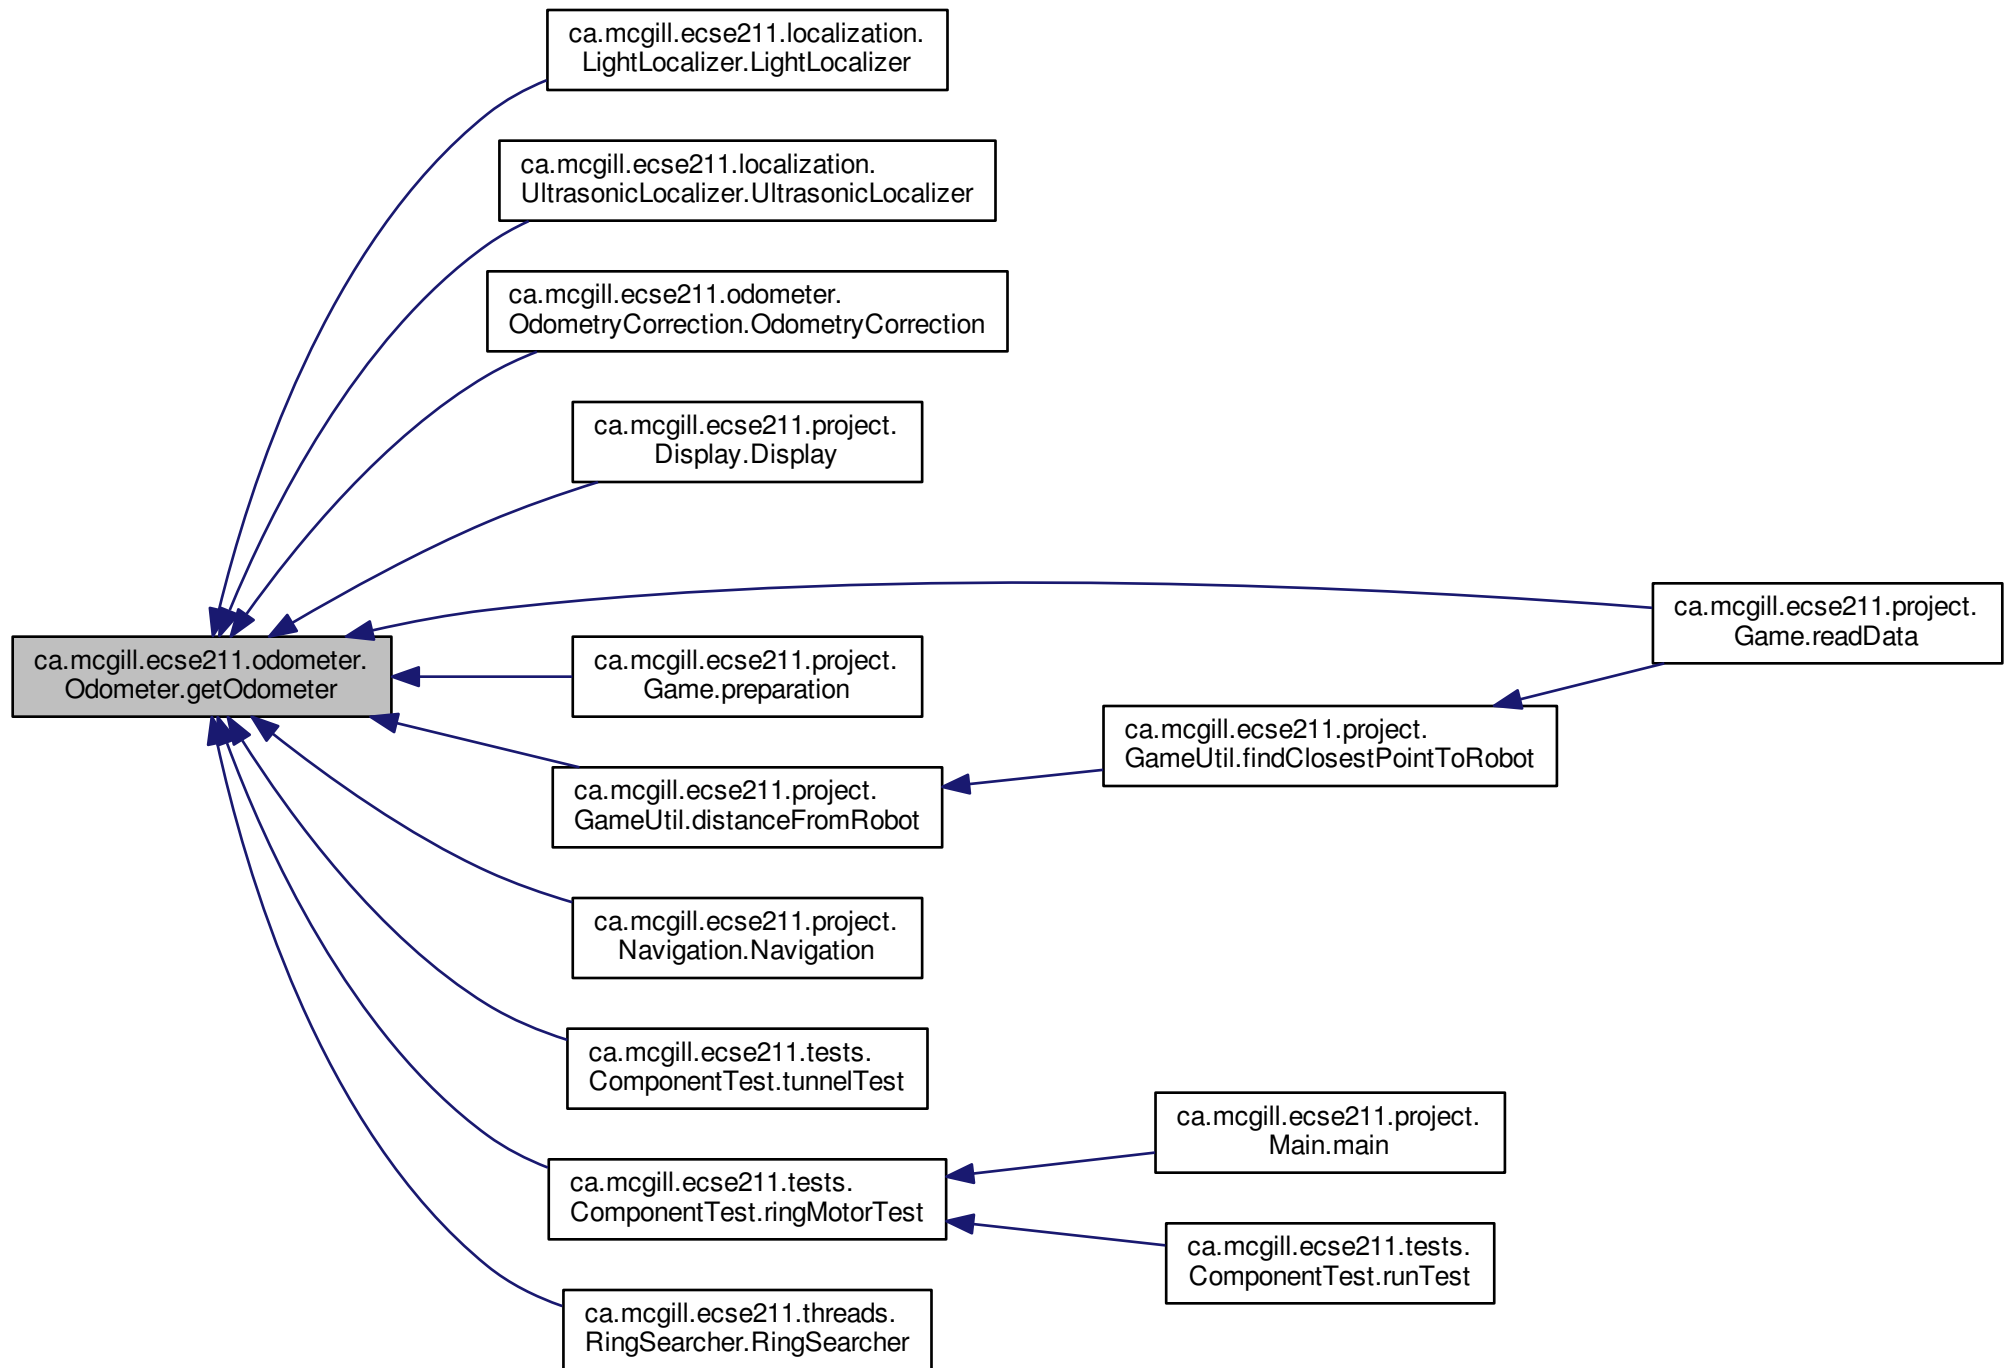 ca.mcgill.ecse211.localization.
LightLocalizer.LightLocalizer
ca.mcgill.ecse211.localization.
UltrasonicLocalizer.UltrasonicLocalizer
ca.mcgill.ecse211.odometer.
OdometryCorrection.OdometryCorrection
ca.mcgill.ecse211.project.
Display.Display
ca.mcgill.ecse211.project.
Game.readData
ca.mcgill.ecse211.odometer.
Odometer.getOdometer
ca.mcgill.ecse211.project.
Game.preparation
ca.mcgill.ecse211.project.
GameUtil.findClosestPointToRobot
ca.mcgill.ecse211.project.
GameUtil.distanceFromRobot
ca.mcgill.ecse211.project.
Navigation.Navigation
ca.mcgill.ecse211.tests.
ComponentTest.tunnelTest
ca.mcgill.ecse211.project.
Main.main
ca.mcgill.ecse211.tests.
ComponentTest.ringMotorTest
ca.mcgill.ecse211.tests.
ComponentTest.runTest
ca.mcgill.ecse211.threads.
RingSearcher.RingSearcher